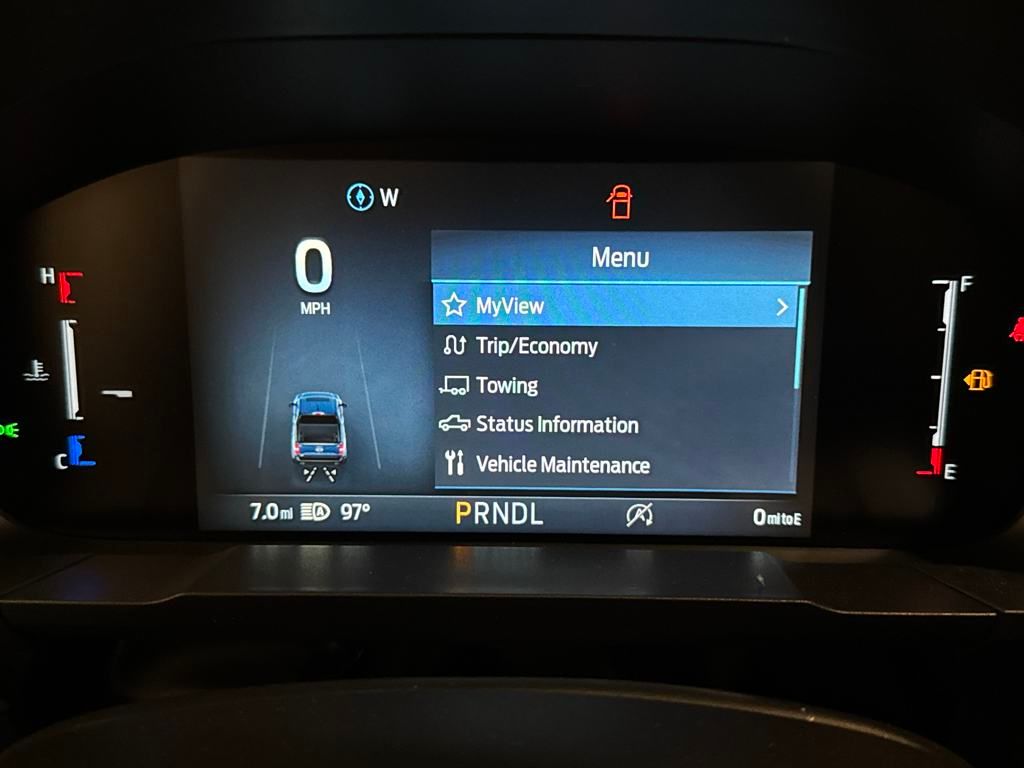 W
0
MPH
Menu
MyView
Trip/Economy
Towing
Status Information
Vehicle Maintenance
7.0 mi A 97°
PRNDL
A
0 mi to E
H
C
F
E